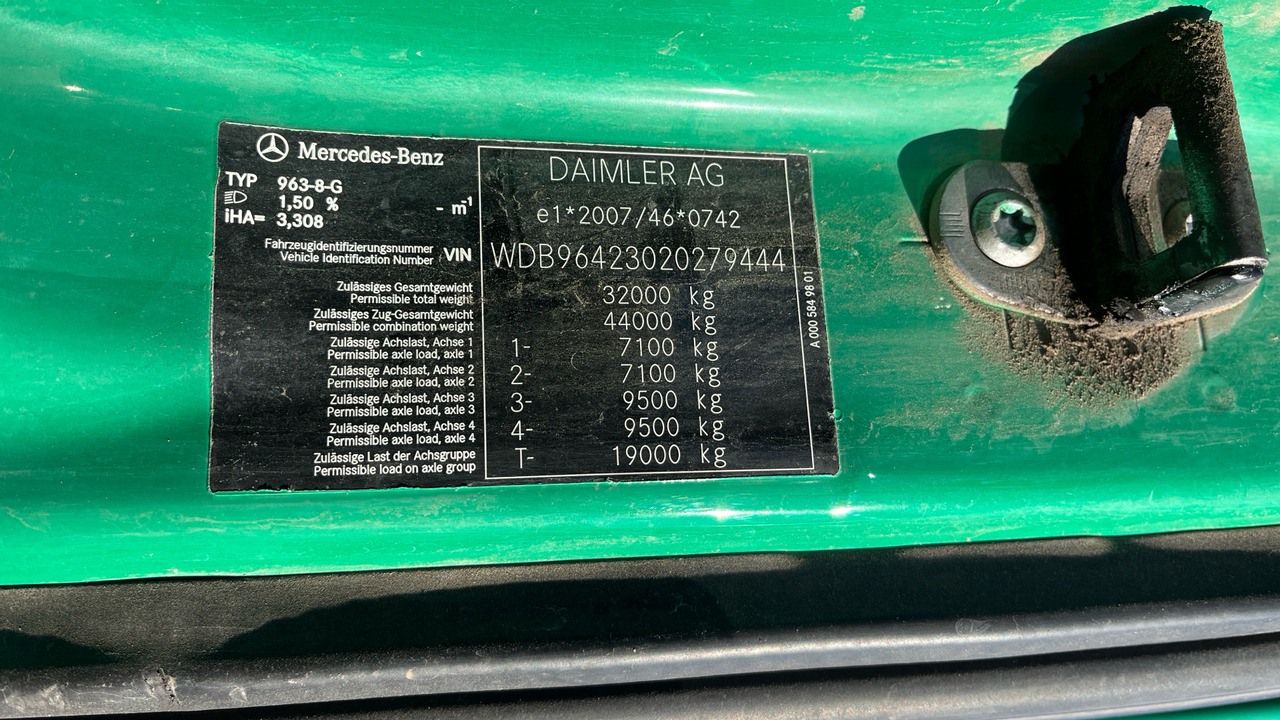 Mercedes-Benz
TYP 963-8-G
1,50 % - m⁻¹
iHA= 3,308
DAIMLER AG
e1*2007/46*0742
Fahrzeugidentifizierungsnummer
Vehicle Identification Number VIN WDB96423020279444
Zulässiges Gesamtgewicht
Permissible total weight 32000 kg
Zulässiges Zug-Gesamtgewicht
Permissible combination weight 44000 kg
Zulässige Achslast, Achse 1
Permissible axle load, axle 1 1- 7100 kg
Zulässige Achslast, Achse 2
Permissible axle load, axle 2 2- 7100 kg
Zulässige Achslast, Achse 3
Permissible axle load, axle 3 3- 9500 kg
Zulässige Achslast, Achse 4
Permissible axle load, axle 4 4- 9500 kg
Zulässige Last der Achsgruppe
Permissible load on axle group T- 19000 kg
A 000 584 98 01